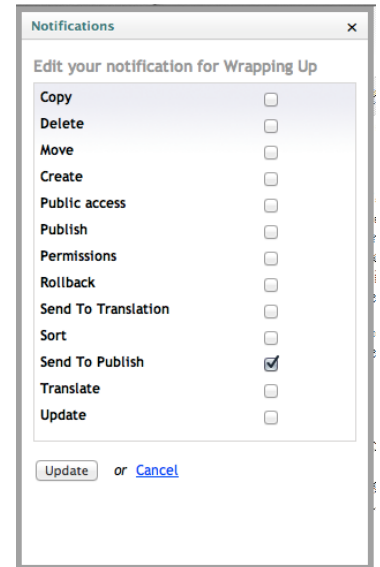 Notifications ×
Edit your notification for Wrapping Up
Copy
Delete
Move
Create
Public access
Publish
Permissions
Rollback
Send To Translation
Sort
Send To Publish
Translate
Update
Update or Cancel